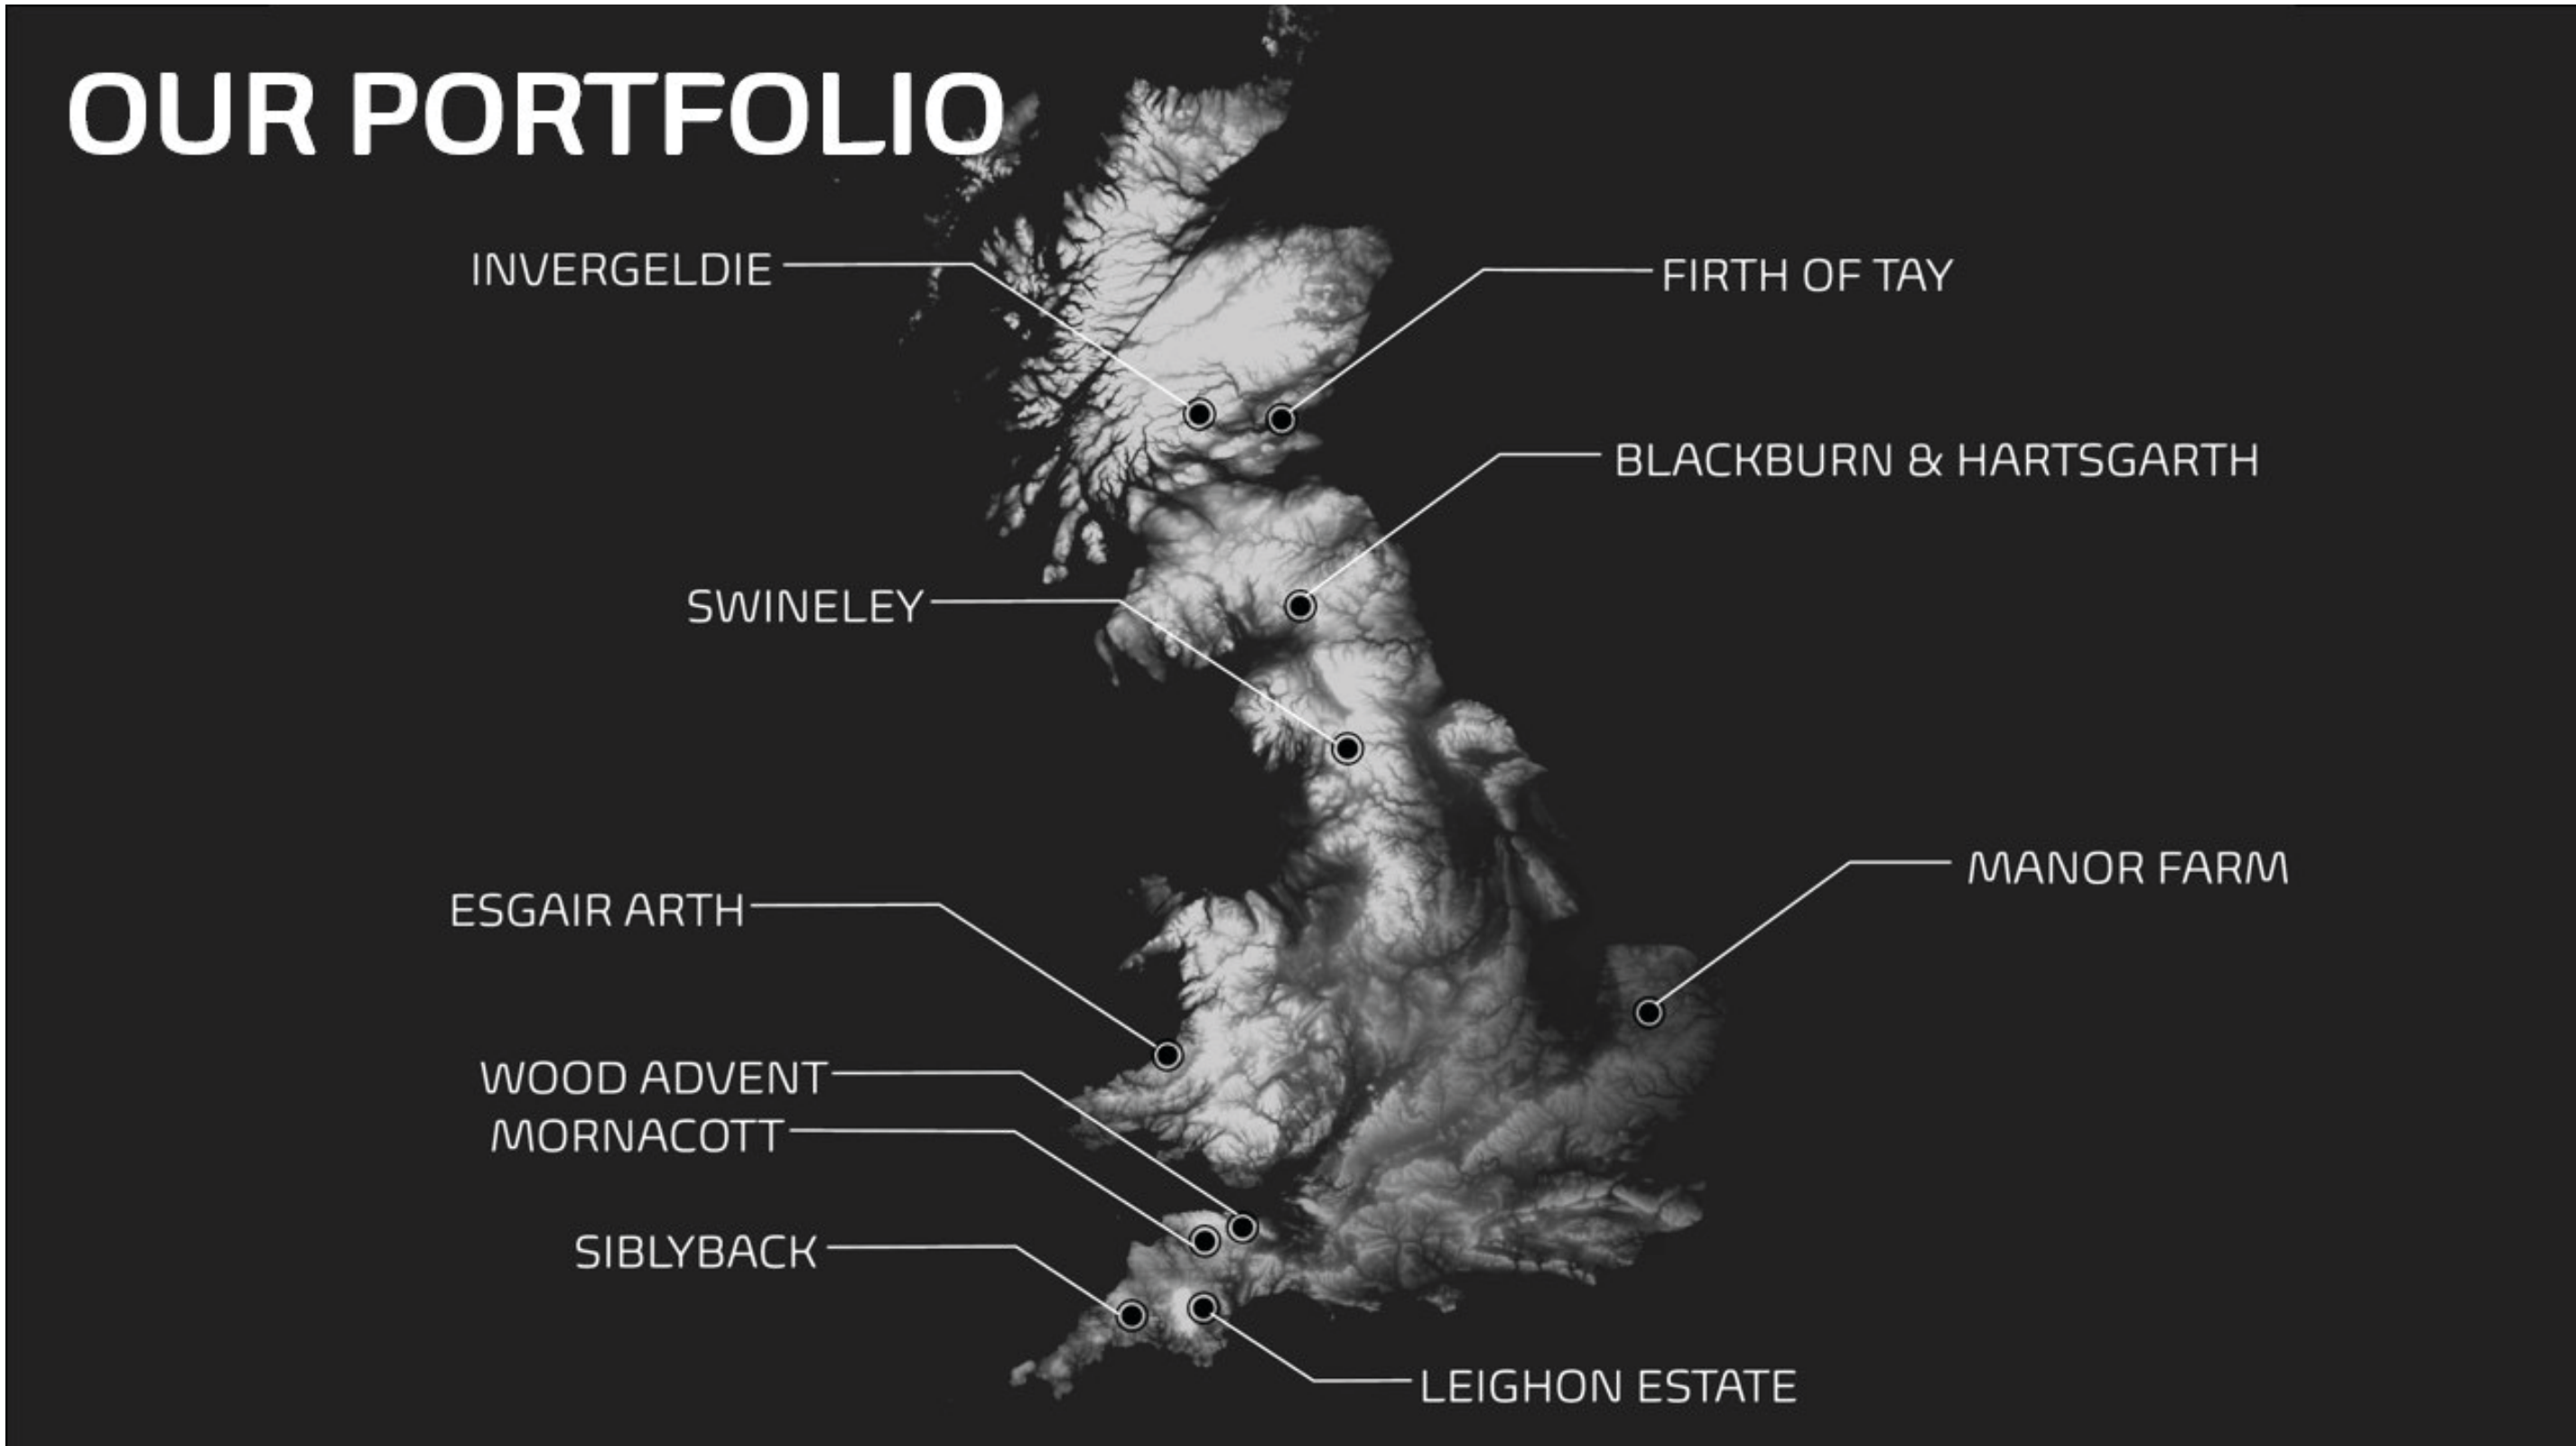 OUR PORTFOLIO
INVERGELDIE
FIRTH OF TAY
BLACKBURN & HARTSGARTH
SWINELEY
MANOR FARM
ESGAIR ARTH
WOOD ADVENT
MORNACOTT
SIBLYBACK
LEIGHON ESTATE